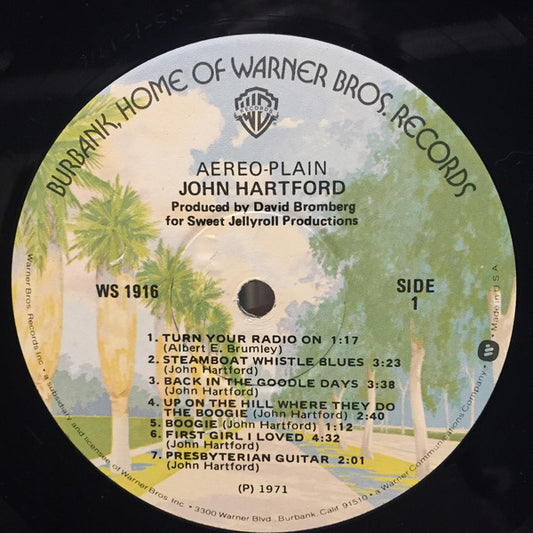 BURBANK, HOME OF WARNER BROS. RECORDS
RECORDS
AEREO-PLAIN
JOHN HARTFORD
Produced by David Bromberg
for Sweet Jellyroll Productions
WS 1916
SIDE
1
1. TURN YOUR RADIO ON 1:17
(Albert E. Brumley)
2. STEAMBOAT WHISTLE BLUES 3:23
(John Hartford)
3. BACK IN THE GOODLE DAYS 3:38
(John Hartford)
4. UP ON THE HILL WHERE THEY DO
THE BOOGIE (John Hartford) 2:40
5. BOOGIE (John Hartford) 1:12
6. FIRST GIRL I LOVED 4:32
(John Hartford)
7. PRESBYTERIAN GUITAR 2:01
(John Hartford)
(P) 1971
Warner Bros. Records Inc. • a subsidiary and licensee of Warner Bros. Inc. • 3300 Warner Blvd., Burbank, Calif. 91510 • a Warner Communications Company • Made in U.S.A.